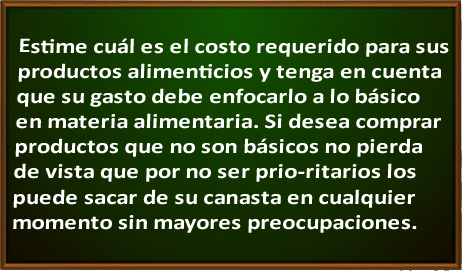 Estime cuál es el costo requerido para sus
productos alimenticios y tenga en cuenta
que su gasto debe enfocarlo a lo básico
en materia alimentaria. Si desea comprar
productos que no son básicos no pierda
de vista que por no ser prio-ritarios los
puede sacar de su canasta en cualquier
momento sin mayores preocupaciones.